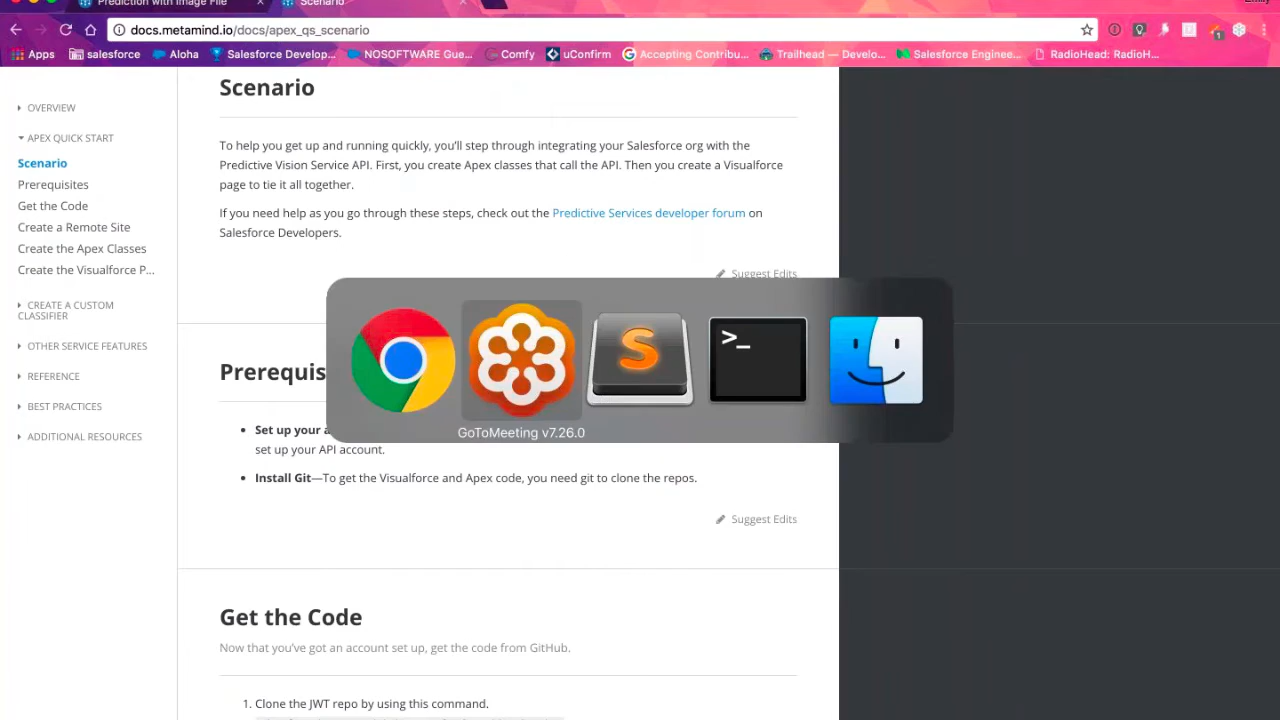 Prediction with Image File
Scenario
Emily
docs.metamind.io/docs/apex_qs_scenario
Apps
salesforce
Aloha
Salesforce Develop...
NOSOFTWARE Gue...
Comfy
uConfirm
Accepting Contribu...
Trailhead — Develo...
Salesforce Engineer...
RadioHead: RadioH...
OVERVIEW
APEX QUICK START
Scenario
Prerequisites
Get the Code
Create a Remote Site
Create the Apex Classes
Create the Visualforce P...
CREATE A CUSTOM
CLASSIFIER
OTHER SERVICE FEATURES
REFERENCE
BEST PRACTICES
ADDITIONAL RESOURCES
Scenario
To help you get up and running quickly, you'll step through integrating your Salesforce org with the
Predictive Vision Service API. First, you create Apex classes that call the API. Then you create a Visualforce
page to tie it all together.
If you need help as you go through these steps, check out the Predictive Services developer forum on
Salesforce Developers.
Suggest Edits
Prerequis
Set up your a
set up your API account.
Install Git—To get the Visualforce and Apex code, you need git to clone the repos.
Suggest Edits
GoToMeeting v7.26.0
Get the Code
Now that you've got an account set up, get the code from GitHub.
1. Clone the JWT repo by using this command.